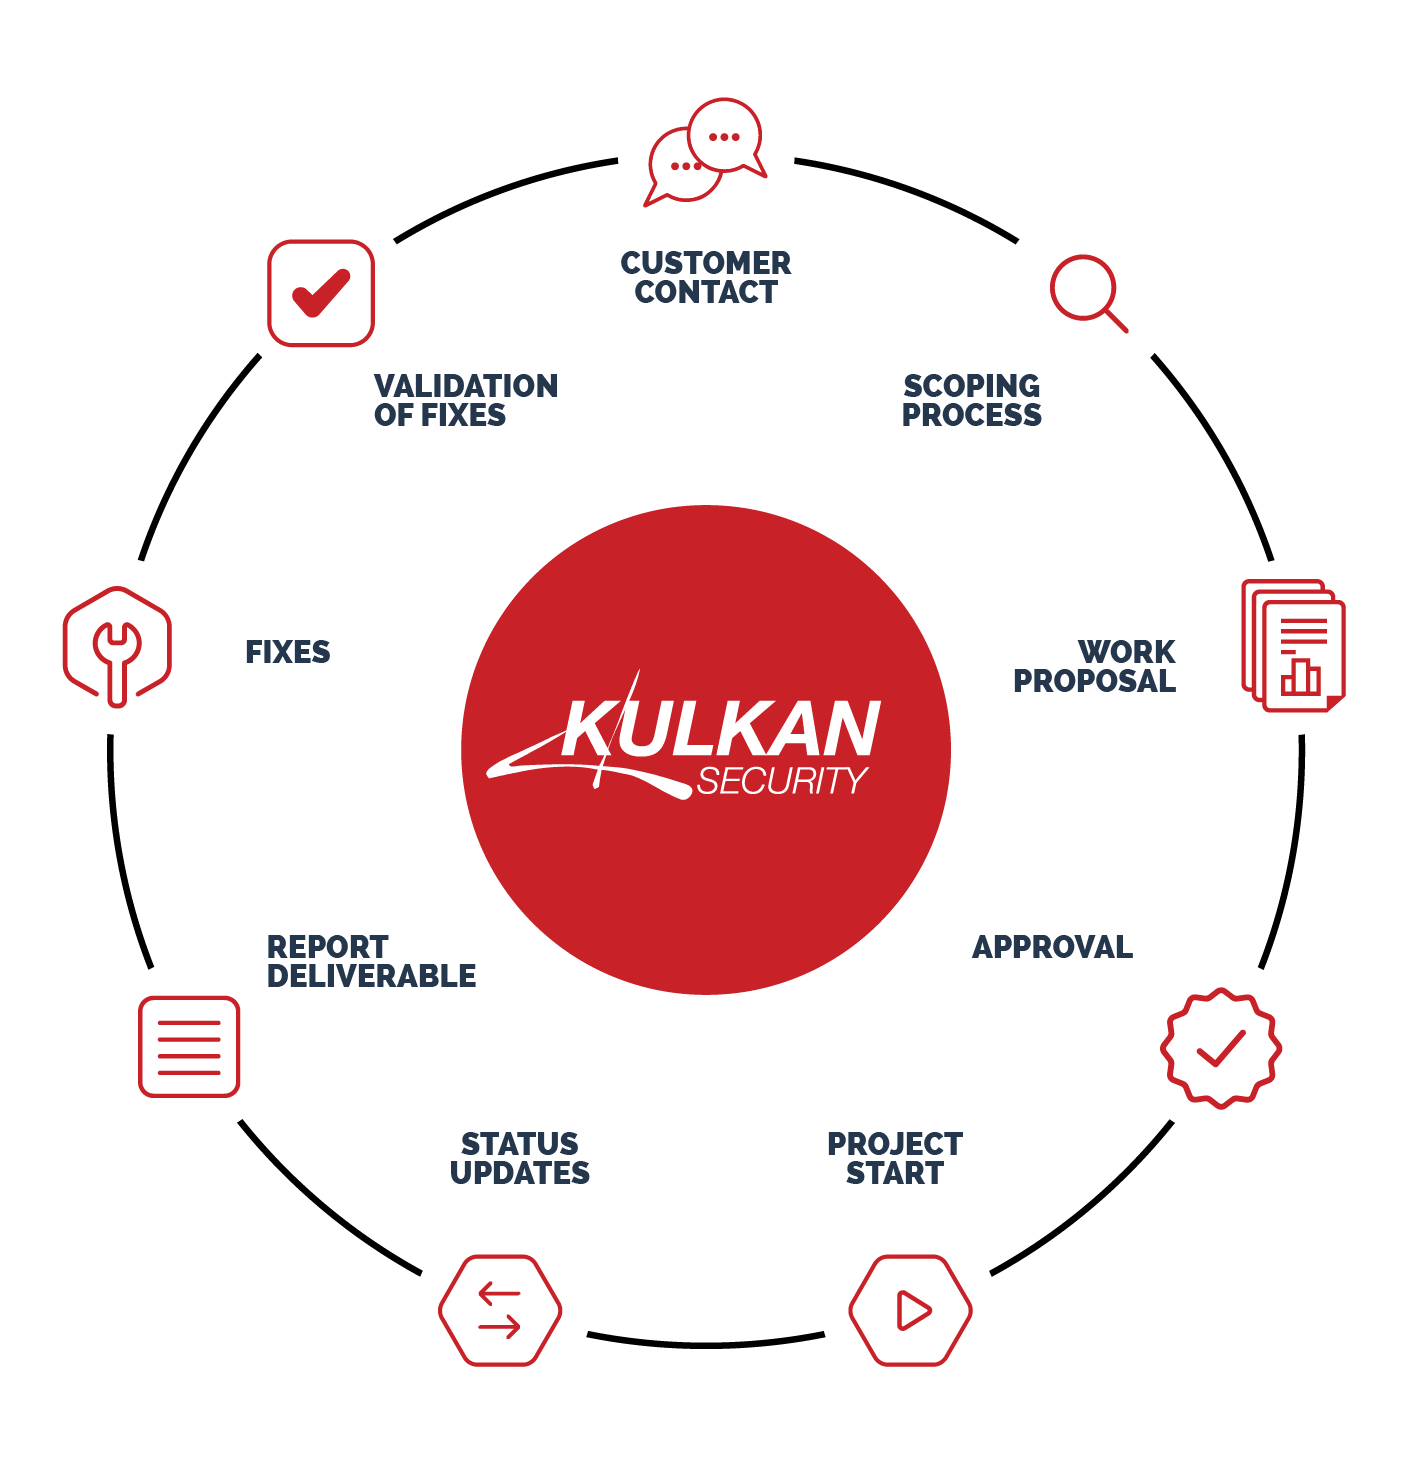 CUSTOMER
CONTACT
SCOPING
PROCESS
WORK
PROPOSAL
APPROVAL
PROJECT
START
STATUS
UPDATES
REPORT
DELIVERABLE
FIXES
VALIDATION
OF FIXES
KULKAN
SECURITY